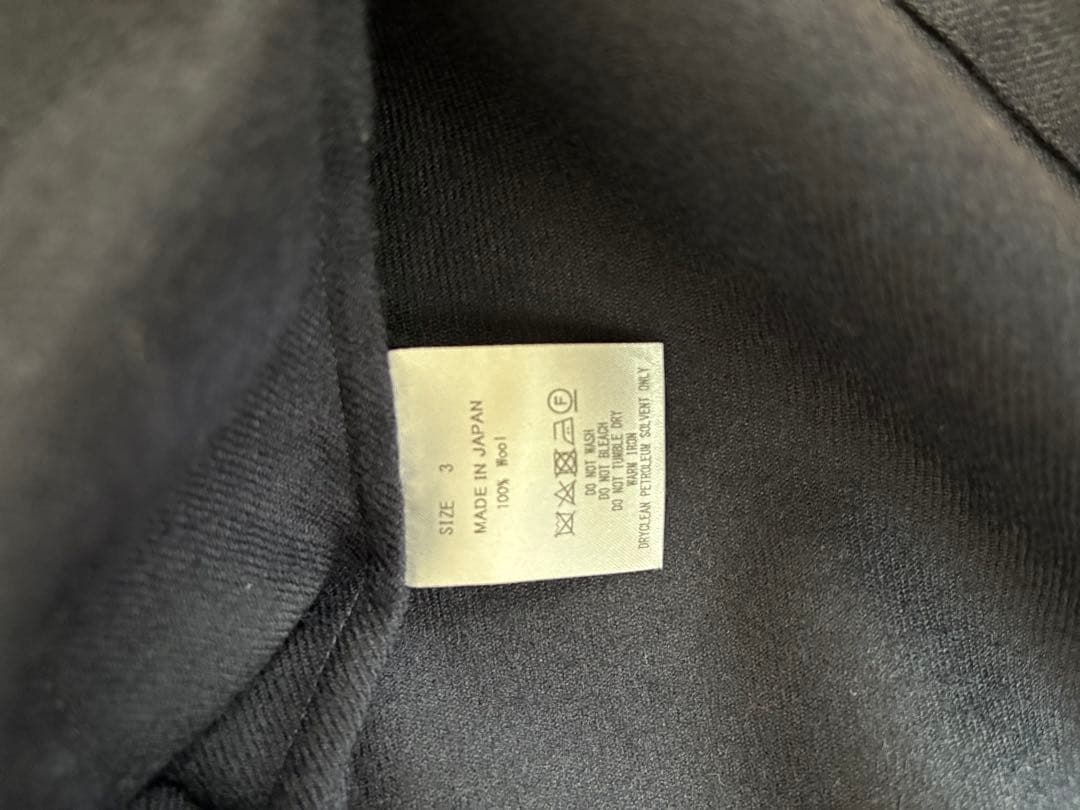 SIZE 3
MADE IN JAPAN
100% Wool
F
DO NOT WASH
DO NOT BLEACH
DO NOT TUMBLE DRY
WARM IRON
DRYCLEAN PETROLEUM SOLVENT ONLY